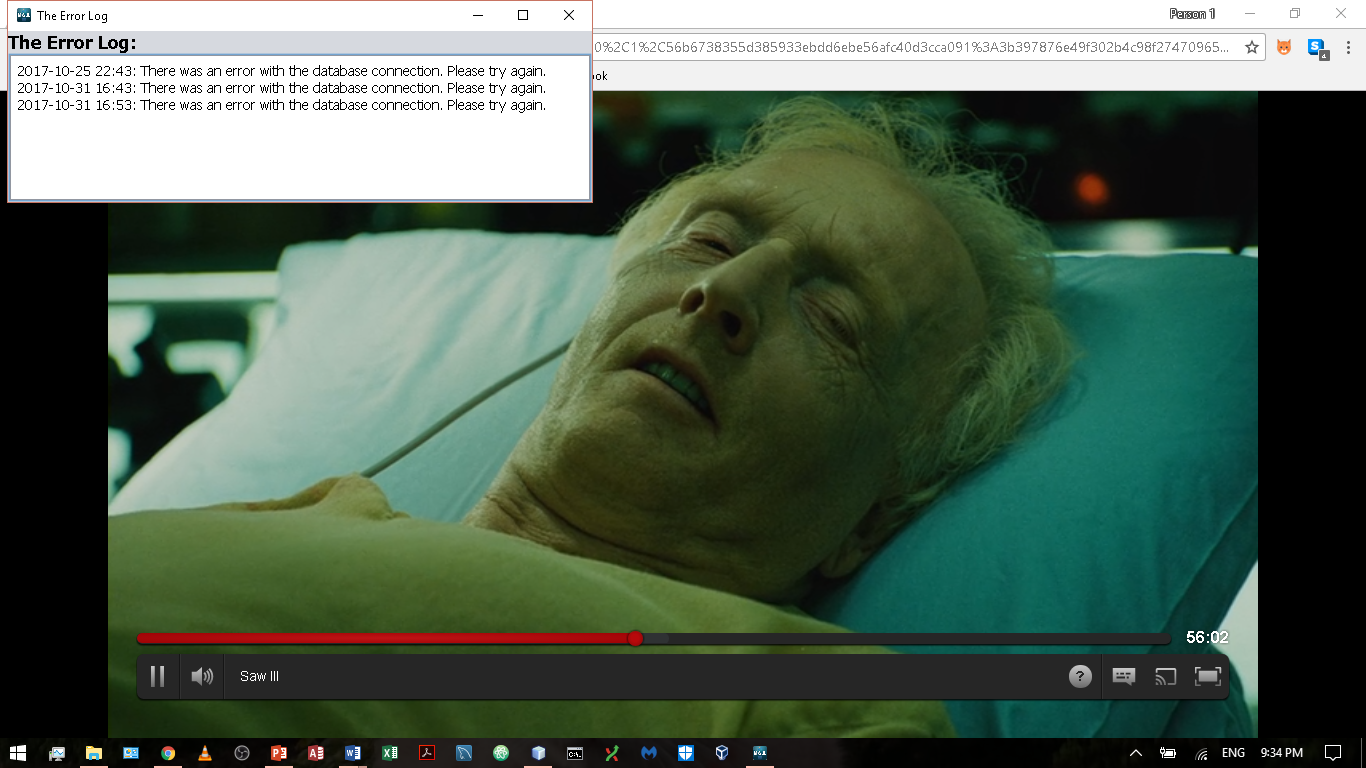 The Error Log
The Error Log:
2017-10-25 22:43: There was an error with the database connection. Please try again.
2017-10-31 16:43: There was an error with the database connection. Please try again.
2017-10-31 16:53: There was an error with the database connection. Please try again.
Person 1
0%2C1%2C56b6738355d385933ebdd6ebe56afc40d3cca091%3A3b397876e49f302b4c98f27470965...
ook
56:02
Saw III
?
ENG
9:34 PM